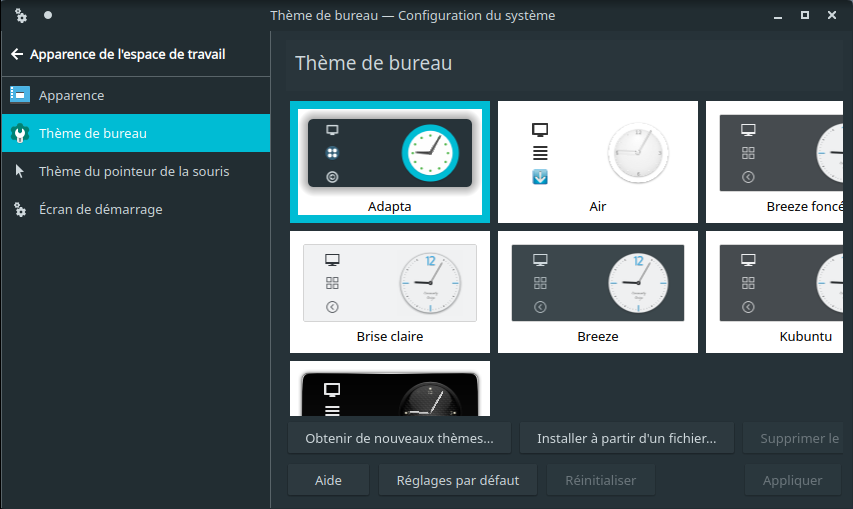 Thème de bureau — Configuration du système
Apparence de l'espace de travail
Apparence
Thème de bureau
Thème du pointeur de la souris
Écran de démarrage
Thème de bureau
Adapta
Air
Breeze foncé
12
Brise claire
12
Breeze
Kubuntu
Obtenir de nouveaux thèmes...
Installer à partir d'un fichier...
Supprimer le
Aide
Réglages par défaut
Réinitialiser
Appliquer